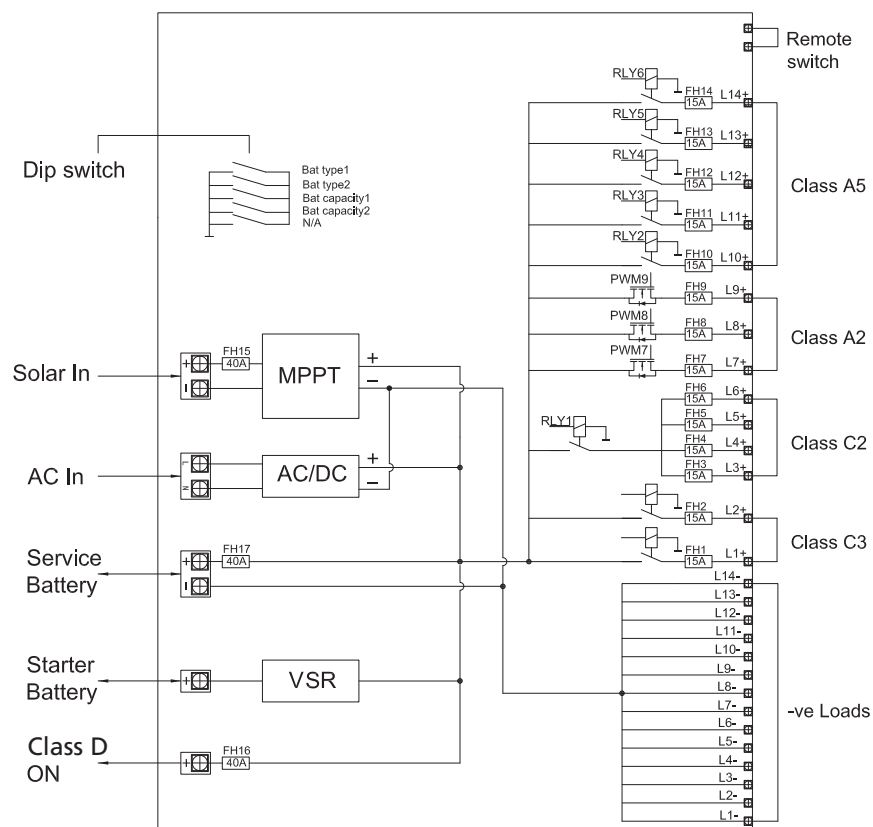 Remote
switch
RLY6
FH14
15A
L14+
RLY5
FH13
15A
L13+
RLY4
FH12
15A
L12+
RLY3
FH11
15A
L11+
RLY2
FH10
15A
L10+
Class A5
Dip switch
Bat type1
Bat type2
Bat capacity1
Bat capacity2
N/A
PWM9
FH9
15A
L9+
PWM8
FH8
15A
L8+
PWM7
FH7
15A
L7+
Class A2
Solar In
+
FH15
40A
MPPT
+
−
RLY1
FH6
15A
L6+
FH5
15A
L5+
FH4
15A
L4+
FH3
15A
L3+
Class C2
AC In
L
N
AC/DC
+
−
FH2
15A
L2+
FH1
15A
L1+
Class C3
Service
Battery
+
FH17
40A
Starter
Battery
+
VSR
Class D
ON
+
FH16
40A
L14-
L13-
L12-
L11-
L10-
L9-
L8-
L7-
L6-
L5-
L4-
L3-
L2-
L1-
-ve Loads